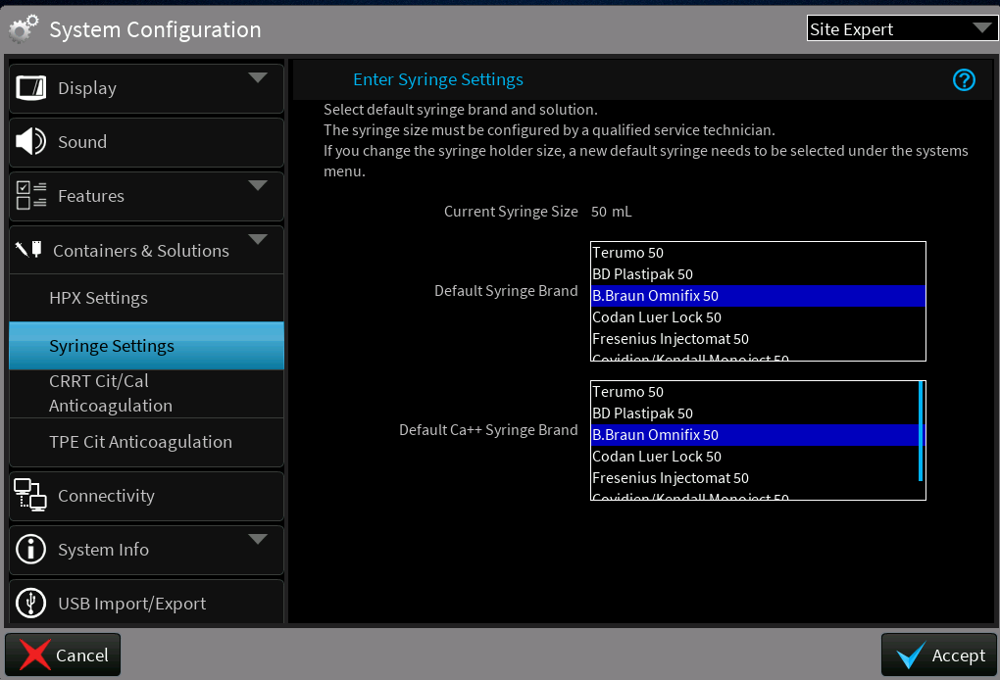 System Configuration
Site Expert
Display
Sound
Features
Containers & Solutions
HPX Settings
Syringe Settings
CRRT Cit/Cal
Anticoagulation
TPE Cit Anticoagulation
Connectivity
System Info
USB Import/Export
Enter Syringe Settings
?
Select default syringe brand and solution.
The syringe size must be configured by a qualified service technician.
If you change the syringe holder size, a new default syringe needs to be selected under the systems
menu.
Current Syringe Size 50 mL
Default Syringe Brand
Terumo 50
BD Plastipak 50
B.Braun Omnifix 50
Codan Luer Lock 50
Fresenius Injectomat 50
Covidien/Kendall Monoject 50
Default Ca++ Syringe Brand
Terumo 50
BD Plastipak 50
B.Braun Omnifix 50
Codan Luer Lock 50
Fresenius Injectomat 50
Covidien/Kendall Monoject 50
Cancel
Accept